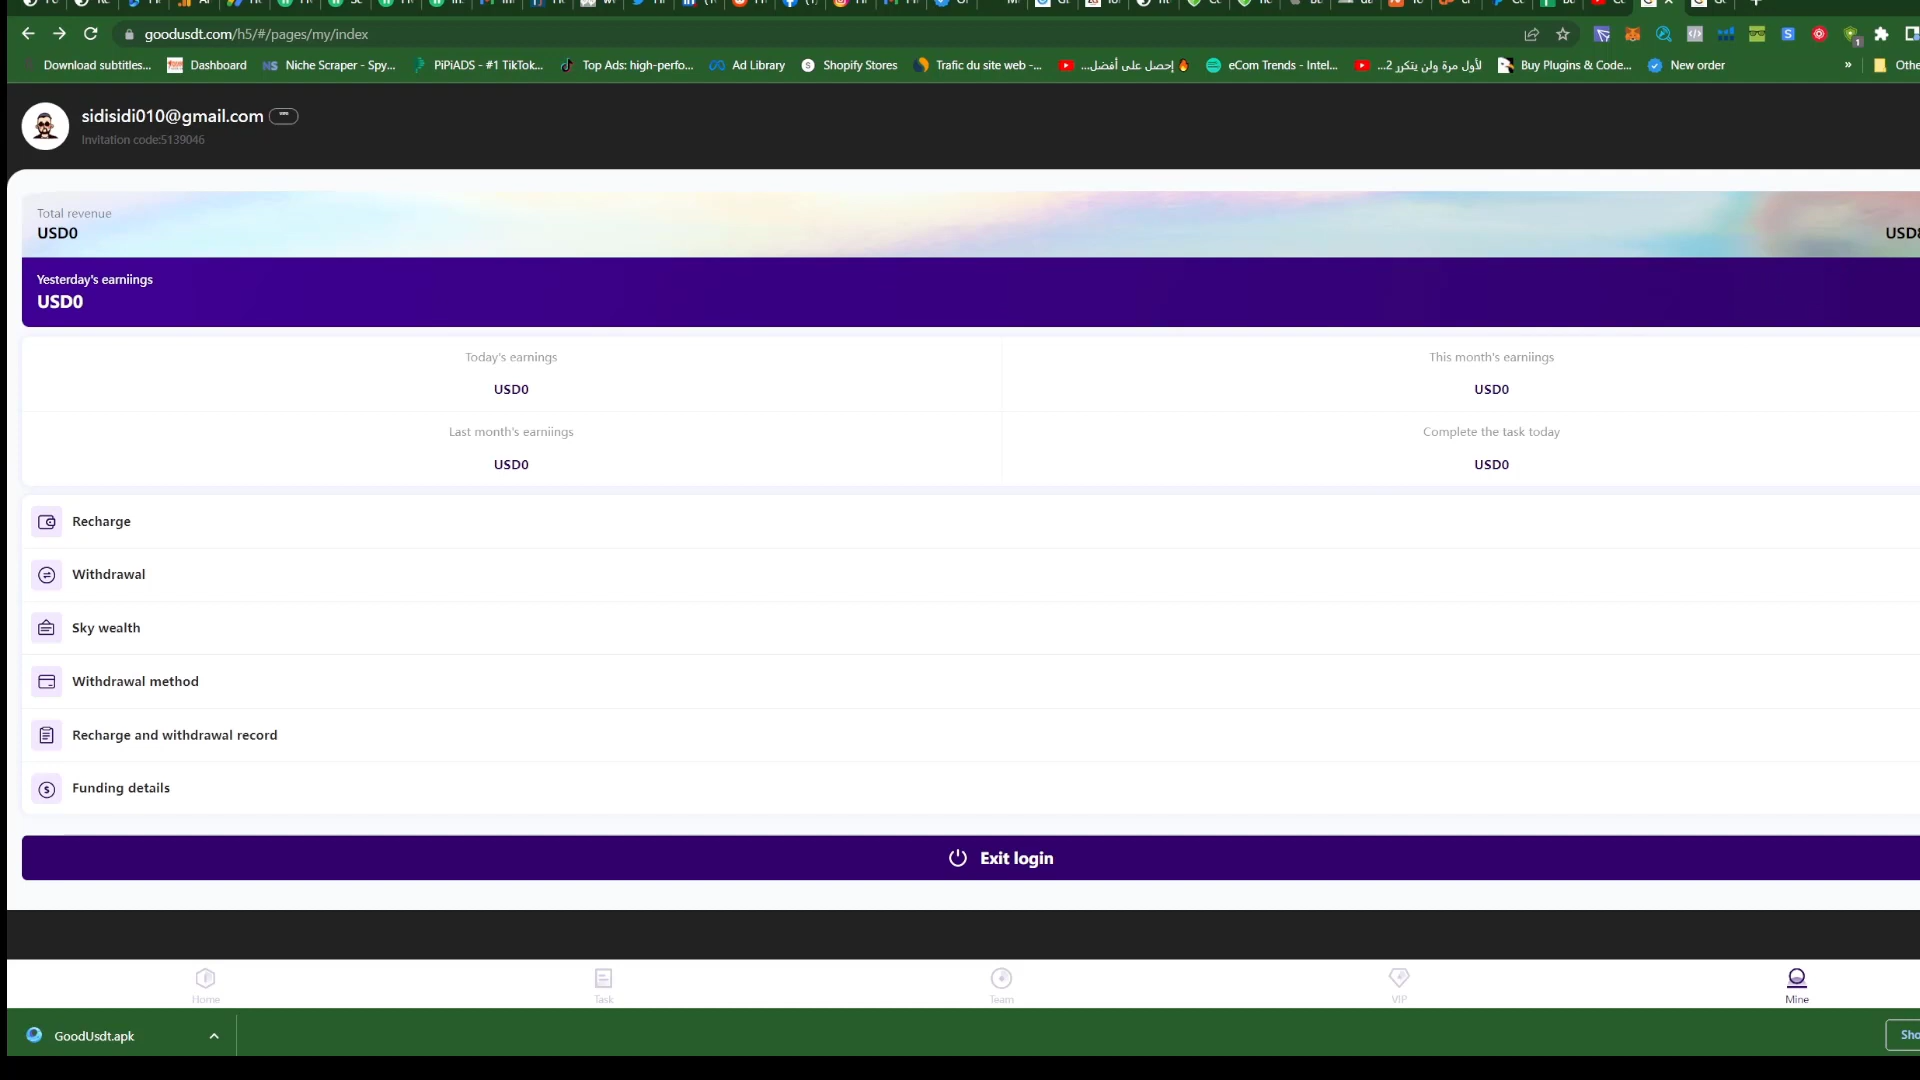 goodusdt.com/h5/#/pages/my/index
Download subtitles... Dashboard NS Niche Scraper - Spy... PiPiADS - #1 TikTok... Top Ads: high-perfo... Ad Library Shopify Stores Trafic du site web -... إحصل على أفضل... eCom Trends - Intel... لأول مرة ولن يتكرر 2... Buy Plugins & Code... New order » Othe
sidisidi010@gmail.com
Invitation code:5139046
Total revenue
USD0
Yesterday's earniings
USD0
Today's earnings This month's earniings
USD0 USD0
Last month's earniings Complete the task today
USD0 USD0
Recharge
Withdrawal
Sky wealth
Withdrawal method
Recharge and withdrawal record
Funding details
Exit login
Home Task Team VIP Mine
GoodUsdt.apk Sho